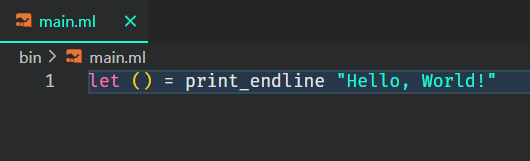 main.ml ×
bin > main.ml
1 let () = print_endline "Hello, World!"